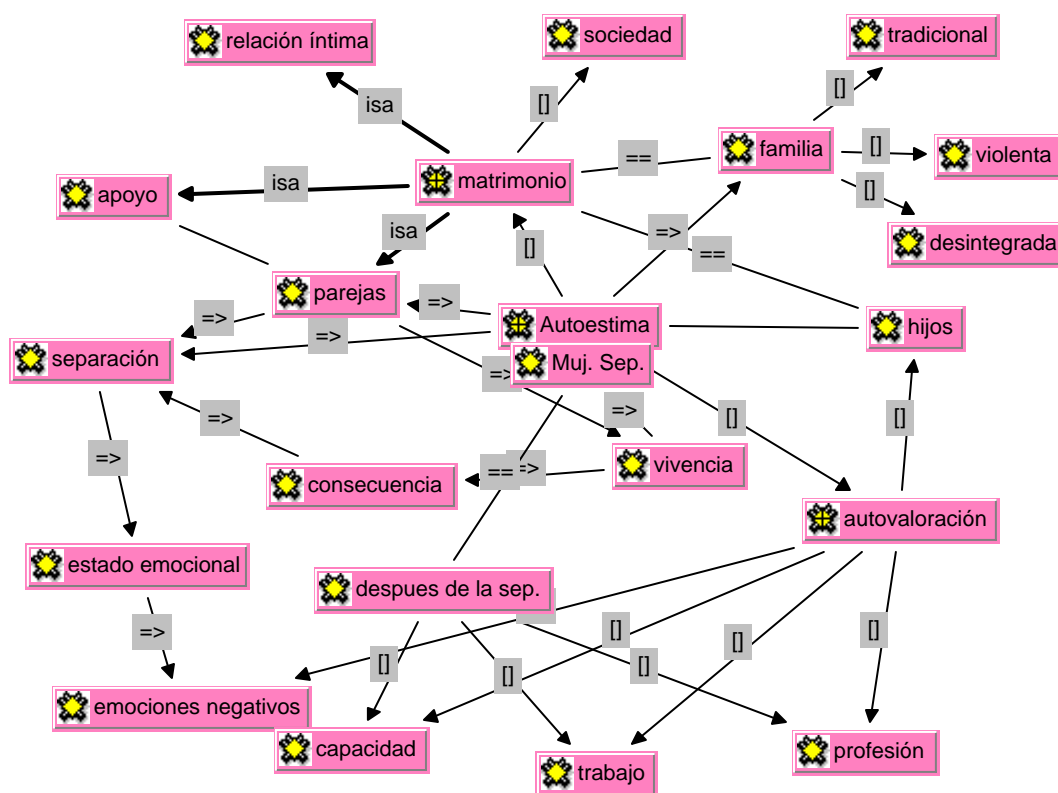 relación íntima
sociedad
tradicional
isa
[]
[]
==
familia
[]
violenta
apoyo
isa
matrimonio
[]
isa
[]
=>
==
desintegrada
parejas
=>
=>
Autoestima
hijos
=>
=>
separación
Muj. Sep.
=>
=>
[]
=>
=>
consecuencia
==
=>
vivencia
autovaloración
estado emocional
despues de la sep.
=>
[]
[]
[]
[]
[]
[]
[]
emociones negativos
capacidad
trabajo
profesión